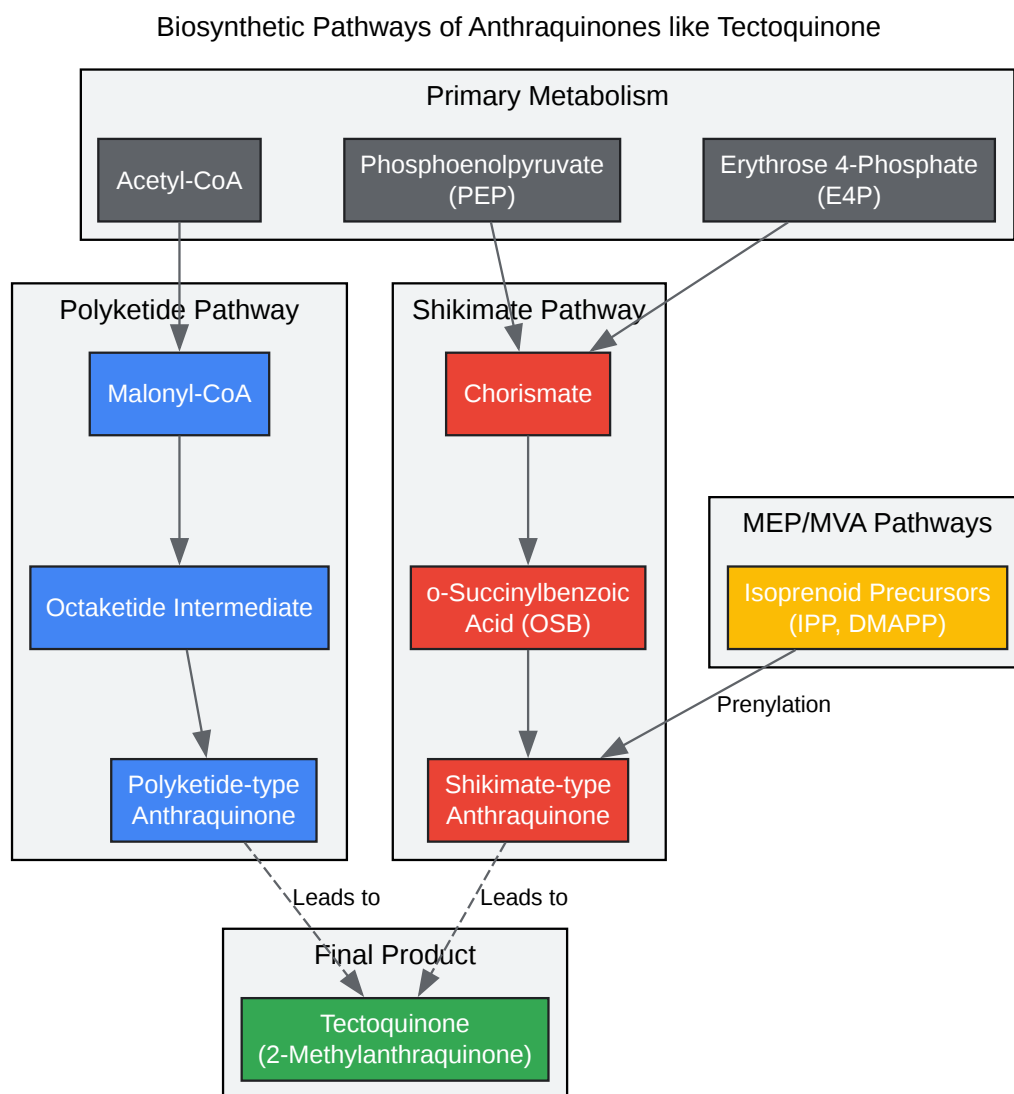 Biosynthetic Pathways of Anthraquinones like Tectoquinone
Primary Metabolism
Acetyl-CoA
Phosphoenolpyruvate
(PEP)
Erythrose 4-Phosphate
(E4P)
Polyketide Pathway
Shikimate Pathway
Malonyl-CoA
Chorismate
MEP/MVA Pathways
Octaketide Intermediate
o-Succinylbenzoic
Acid (OSB)
Isoprenoid Precursors
(IPP, DMAPP)
Prenylation
Polyketide-type
Anthraquinone
Shikimate-type
Anthraquinone
Leads to
Leads to
Final Product
Tectoquinone
(2-Methylanthraquinone)